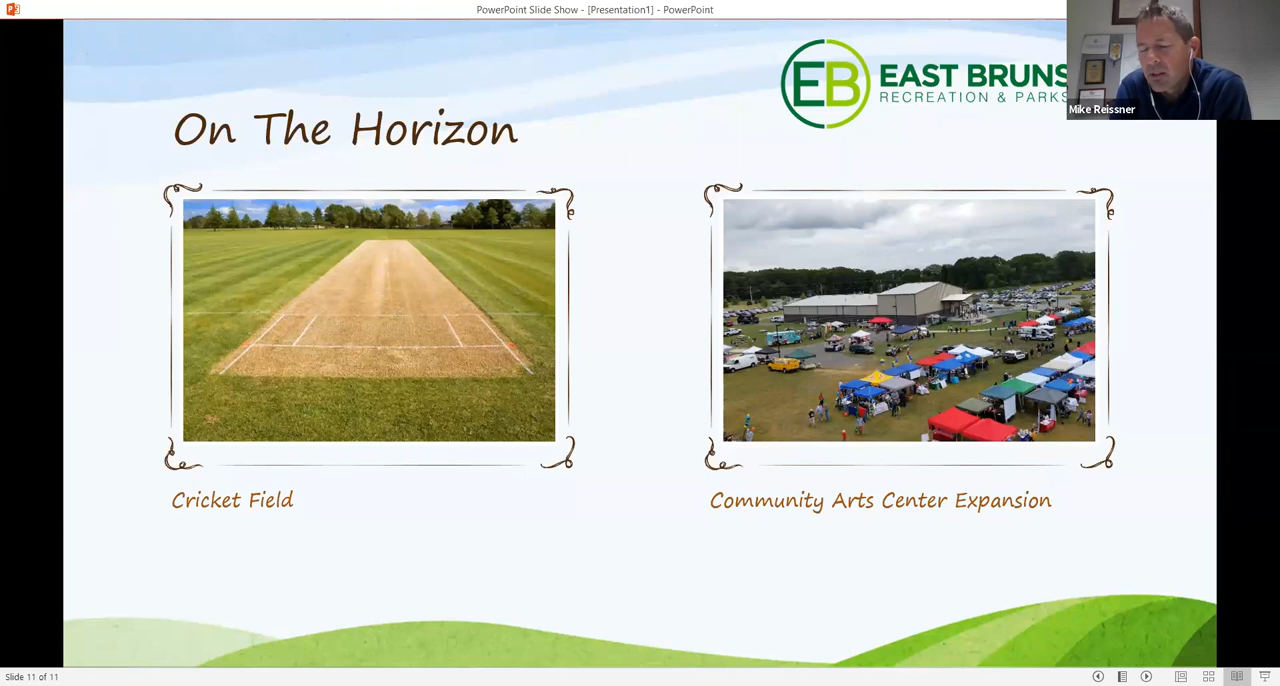 PowerPoint Slide Show - [Presentation1] - PowerPoint
EB EAST BRUNS
RECREATION & PARKS
Mike Reissner
On The Horizon
Cricket Field
Community Arts Center Expansion
Slide 11 of 11